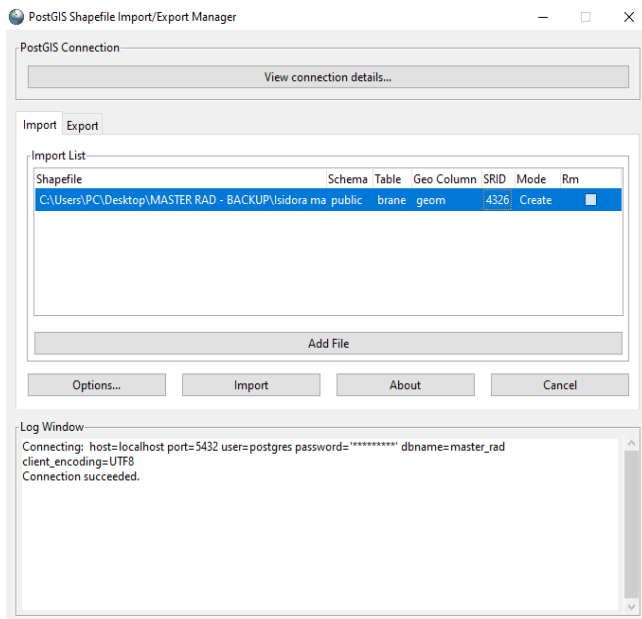 PostGIS Shapefile Import/Export Manager
PostGIS Connection
View connection details...
Import Export
Import List
Shapefile Schema Table Geo Column SRID Mode Rm
C:\Users\PC\Desktop\MASTER RAD - BACKUP\Isidora ma public brane geom 4326 Create
Add File
Options... Import About Cancel
Log Window
Connecting: host=localhost port=5432 user=postgres password='*********' dbname=master_rad
client_encoding=UTF8
Connection succeeded.